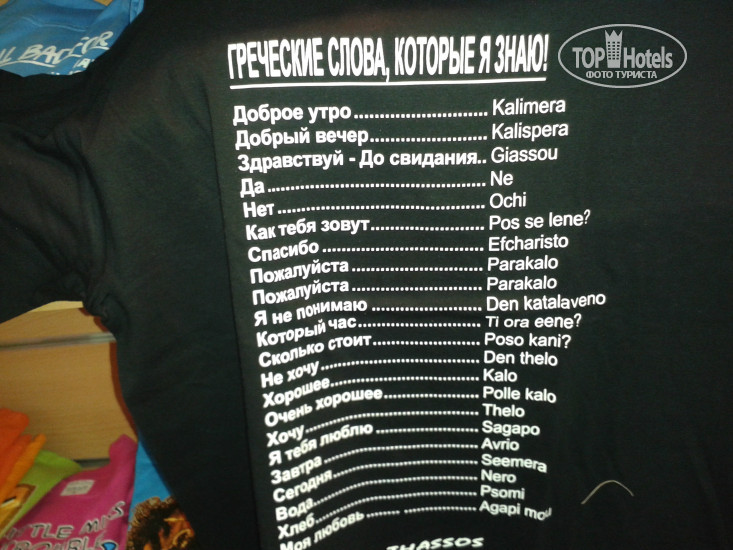 TOP Hotels
ФОТО ТУРИСТА
ГРЕЧЕСКИЕ СЛОВА, КОТОРЫЕ Я ЗНАЮ!
Доброе утро........................... Kalimera
Добрый вечер........................ Kalispera
Здравствуй - До свидания.. Giassou
Да............................................ Ne
Нет.......................................... Ochi
Как тебя зовут....................... Pos se lene?
Спасибо ................................. Efcharisto
Пожалуйста........................... Parakalo
Пожалуйста........................... Parakalo
Я не понимаю ...................... Den katalaveno
Который час......................... Ti ora eene?
Сколько стоит...................... Poso kani?
Не хочу................................. Den thelo
Хорошее.............................. Kalo
Очень хорошее................... Polle kalo
Хочу................................... Thelo
Я тебя люблю ..................... Sagapo
Завтра................................ Avrio
Сегодня.............................. Seemera
Вода................................... Nero
Хлеб................................... Psomi
Моя любовь ...... ............... Agapi mou
THASSOS